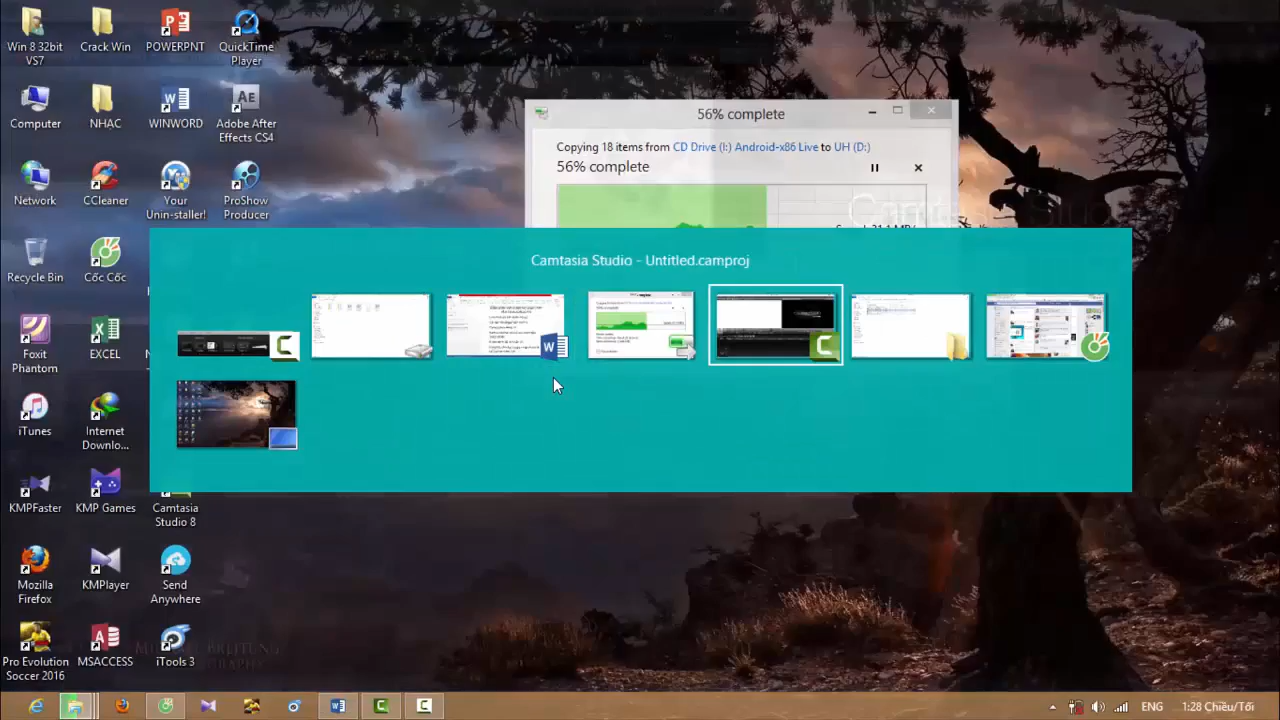 Win 8 32bit
VS7
Crack Win
POWERPNT
QuickTime
Player
Computer
NHAC
WINWORD
Adobe After
Effects CS4
Network
CCleaner
Your
Unin-staller!
ProShow
Producer
Recycle Bin
Cốc Cốc
Foxit
Phantom
EXCEL
iTunes
Internet
Downlo...
KMPFaster
KMP Games
Camtasia
Studio 8
Mozilla
Firefox
KMPlayer
Send
Anywhere
Pro Evolution
Soccer 2016
MSACCESS
iTools 3
56% complete
Copying 18 items from CD Drive (I:) Android-x86 Live to UH (D:)
56% complete
Camtasia Studio - Untitled.camproj
ENG
1:28 Chiều/Tối